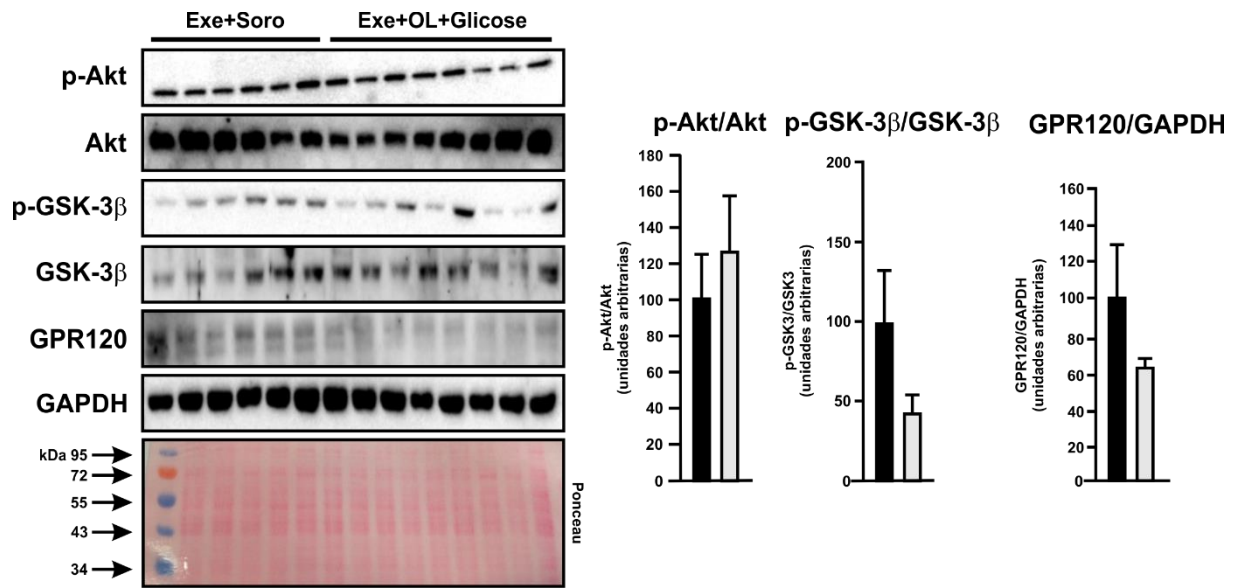 Exe+Soro
Exe+OL+Glicose
p-Akt
Akt
p-GSK-3β
GSK-3β
GPR120
GAPDH
kDa 95
72
55
43
34
Ponceau
p-Akt/Akt
p-Akt/Akt
(unidades arbitrarias)
180
160
140
120
100
80
60
40
20
0
p-GSK-3β/GSK-3β
p-GSK3/GSK3
(unidades arbitrarias)
200
150
100
50
0
GPR120/GAPDH
GPR120/GAPDH
(unidades arbitrarias)
160
140
120
100
80
60
40
20
0